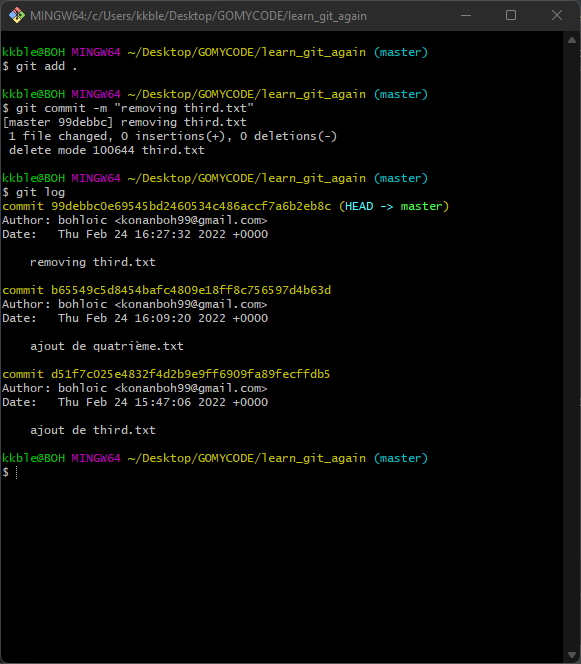 MINGW64:/c/Users/kkble/Desktop/GOMYCODE/learn_git_again
kkble@BOH MINGW64 ~/Desktop/GOMYCODE/learn_git_again (master)
$ git add .
kkble@BOH MINGW64 ~/Desktop/GOMYCODE/learn_git_again (master)
$ git commit -m "removing third.txt"
[master 99debbc] removing third.txt
 1 file changed, 0 insertions(+), 0 deletions(-)
 delete mode 100644 third.txt
kkble@BOH MINGW64 ~/Desktop/GOMYCODE/learn_git_again (master)
$ git log
commit 99debbc0e69545bd2460534c486accf7a6b2eb8c (HEAD -> master)
Author: bohloic <konanboh99@gmail.com>
Date:   Thu Feb 24 16:27:32 2022 +0000
    removing third.txt
commit b65549c5d8454bafc4809e18ff8c756597d4b63d
Author: bohloic <konanboh99@gmail.com>
Date:   Thu Feb 24 16:09:20 2022 +0000
    ajout de quatrième.txt
commit d51f7c025e4832f4d2b9e9ff6909fa89fecffdb5
Author: bohloic <konanboh99@gmail.com>
Date:   Thu Feb 24 15:47:06 2022 +0000
    ajout de third.txt
kkble@BOH MINGW64 ~/Desktop/GOMYCODE/learn_git_again (master)
$